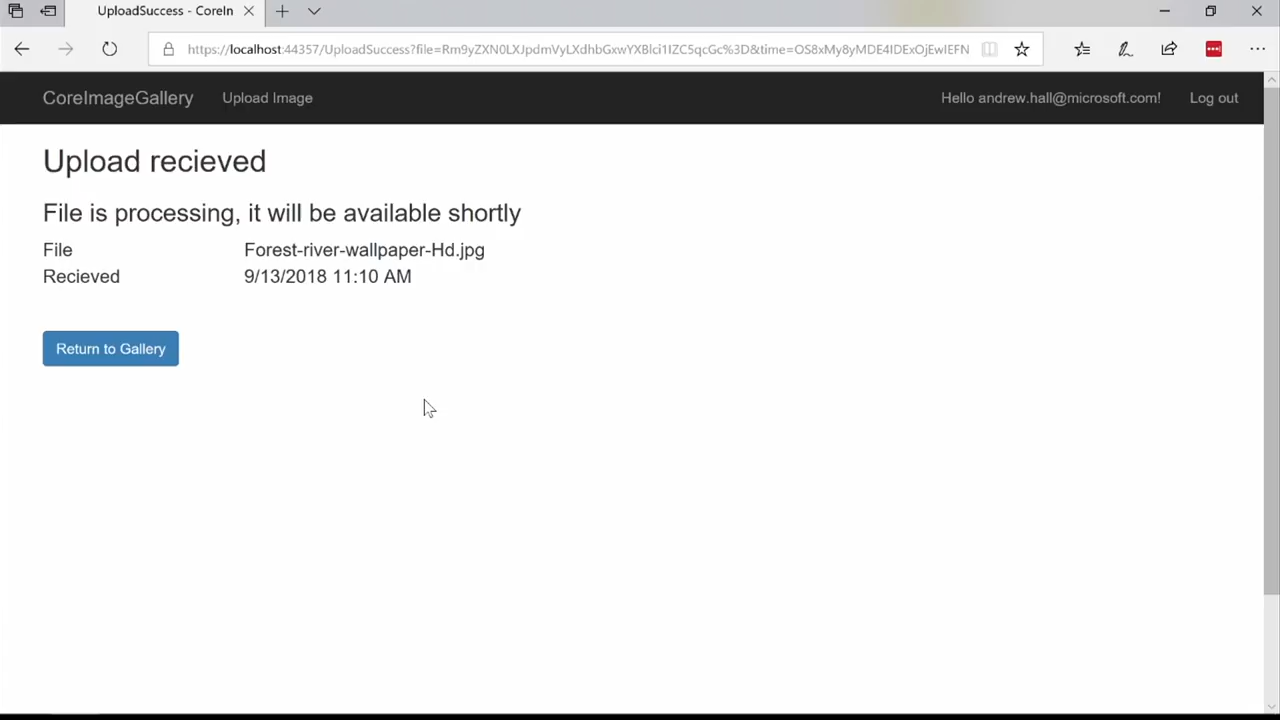 UploadSuccess - CoreIn
https://localhost:44357/UploadSuccess?file=Rm9yZXN0LXJpdmVyLXdhbGxwYXBlci1IZC5qcGc%3D&time=OS8xMy8yMDE4IDExOjEwIEFN
CoreImageGallery Upload Image Hello andrew.hall@microsoft.com! Log out
Upload recieved
File is processing, it will be available shortly
File Forest-river-wallpaper-Hd.jpg
Recieved 9/13/2018 11:10 AM
Return to Gallery